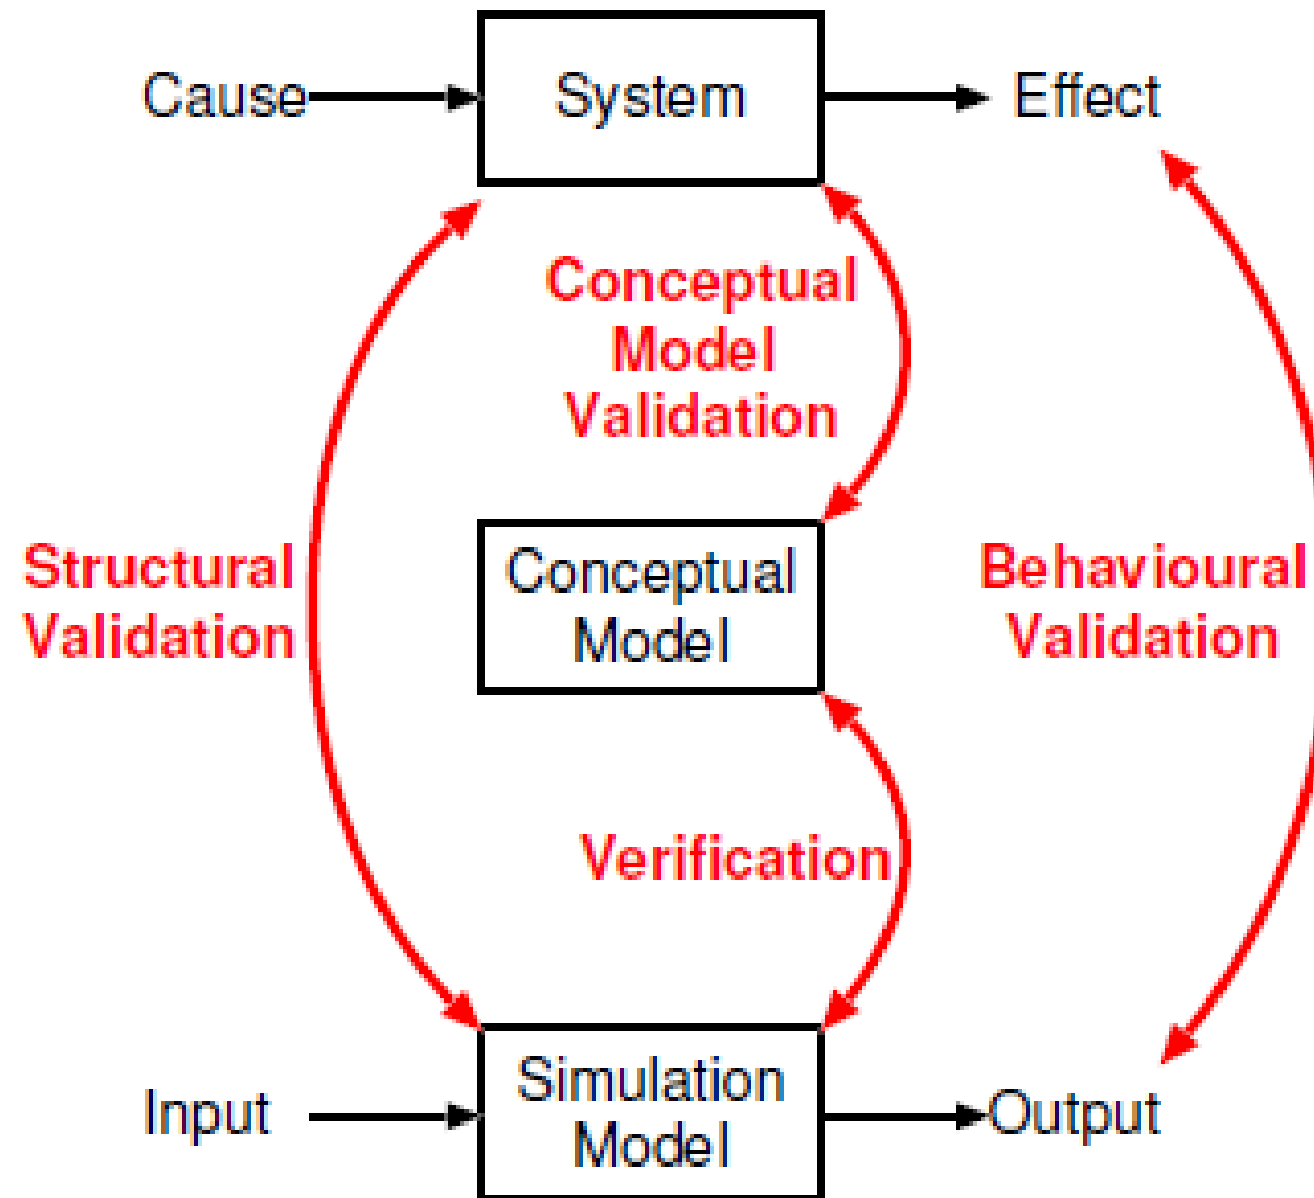 Cause
System
Effect
Conceptual
Model
Validation
Structural
Validation
Conceptual
Model
Behavioural
Validation
Verification
Input
Simulation
Model
Output